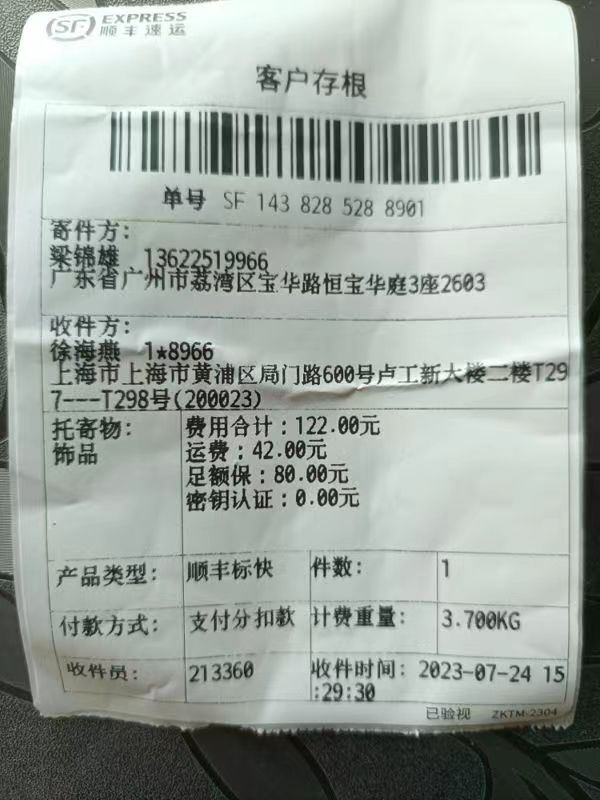 SF EXPRESS
顺丰速运
客户存根
单号 SF 143 828 528 8901
寄件方:
梁锦雄 13622519966
广东省广州市荔湾区宝华路恒宝华庭3座2603
收件方:
徐海燕 1*8966
上海市上海市黄浦区局门路600号卢工新大楼二楼T29
7---T298号(200023)
托寄物: 费用合计:122.00元
饰品 运费:42.00元
足额保:80.00元
密钥认证:0.00元
产品类型: 顺丰标快 件数: 1
付款方式: 支付分扣款 计费重量: 3.700KG
收件员: 213360 收件时间: 2023-07-24 15
:29:30
已验视 ZKTM-2304